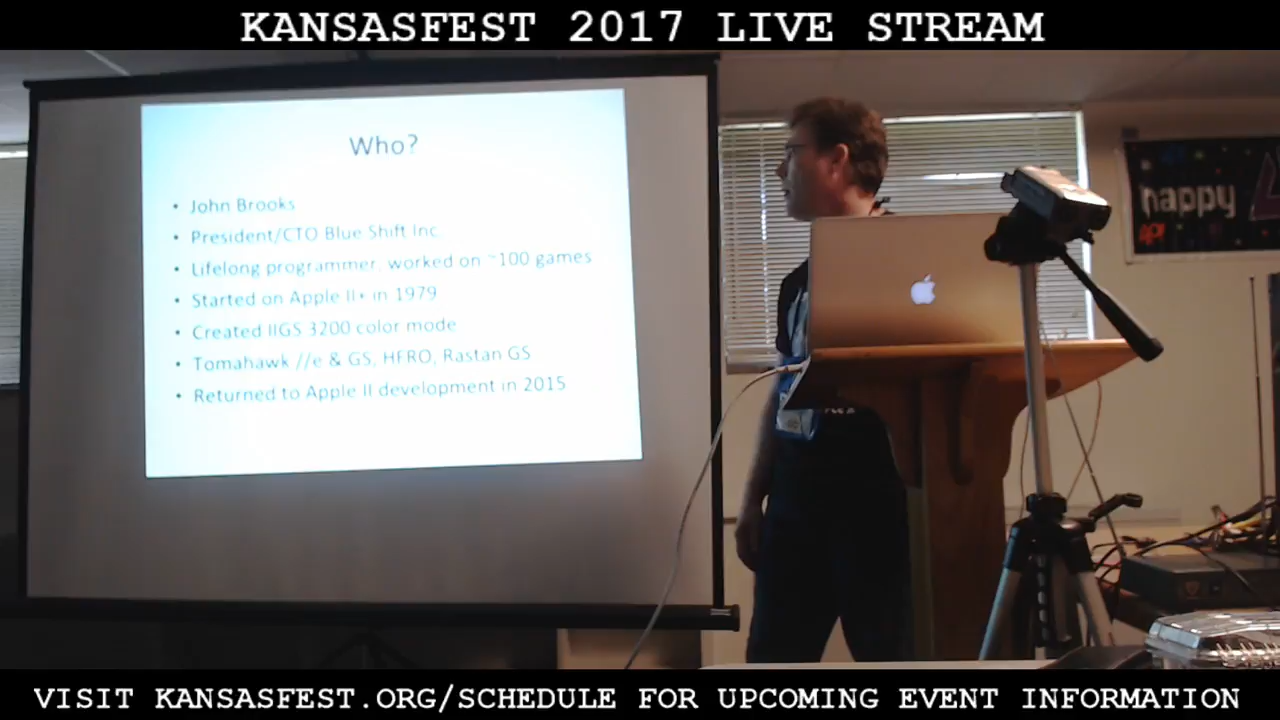 KANSASFEST 2017 LIVE STREAM
Who?
• John Brooks
• President/CTO Blue Shift Inc
• Lifelong programmer, worked on ~100 games
• Started on Apple II+ in 1979
• Created IIGS 3200 color mode
• Tomahawk //e & GS, HFRO, Rastan GS
• Returned to Apple II development in 2015
happy
VISIT KANSASFEST.ORG/SCHEDULE FOR UPCOMING EVENT INFORMATION